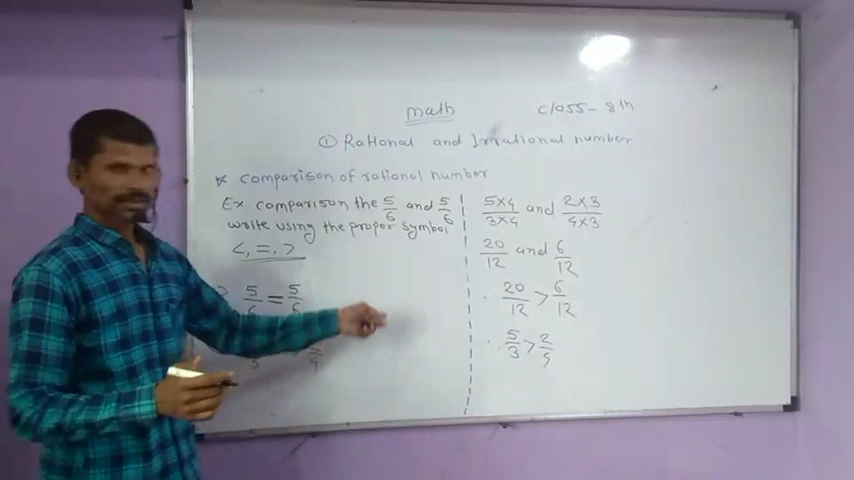 math class - 8th
① Rational and Irrational number
* comparison of rational number
Ex comparison the 5/6 and 5/6
write using the proper symbol
<, =, >
5/6 = 5/6
5×4/3×4 and 2×3/4×3
20/12 and 6/12
∴ 20/12 > 6/12
∴ 5/3 > 2/4